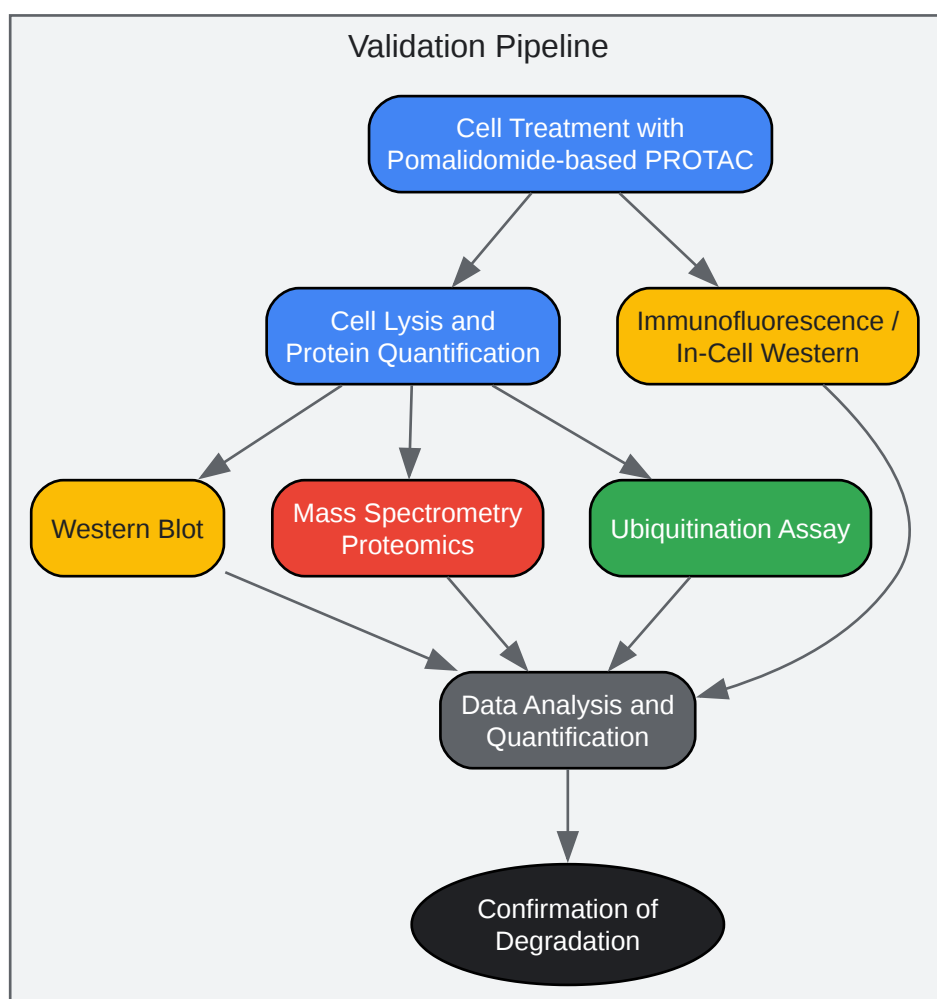 Validation Pipeline
Cell Treatment with
Pomalidomide-based PROTAC
Cell Lysis and
Protein Quantification
Immunofluorescence /
In-Cell Western
Western Blot
Mass Spectrometry
Proteomics
Ubiquitination Assay
Data Analysis and
Quantification
Confirmation of
Degradation